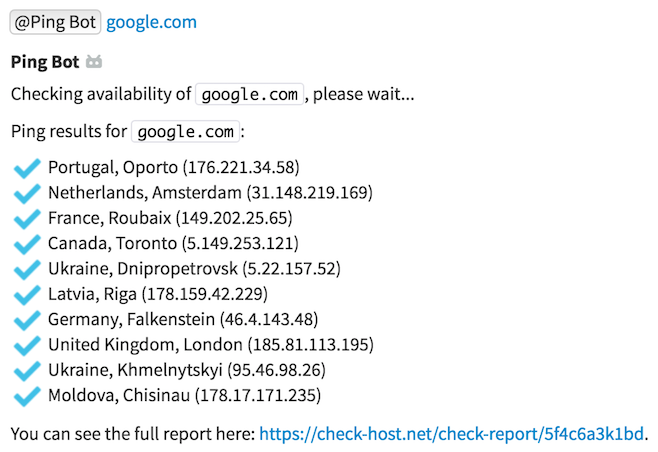 @Ping Bot google.com
Ping Bot
Checking availability of google.com, please wait...
Ping results for google.com:
Portugal, Oporto (176.221.34.58)
Netherlands, Amsterdam (31.148.219.169)
France, Roubaix (149.202.25.65)
Canada, Toronto (5.149.253.121)
Ukraine, Dnipropetrovsk (5.22.157.52)
Latvia, Riga (178.159.42.229)
Germany, Falkenstein (46.4.143.48)
United Kingdom, London (185.81.113.195)
Ukraine, Khmelnytskyi (95.46.98.26)
Moldova, Chisinau (178.17.171.235)
You can see the full report here: https://check-host.net/check-report/5f4c6a3k1bd.